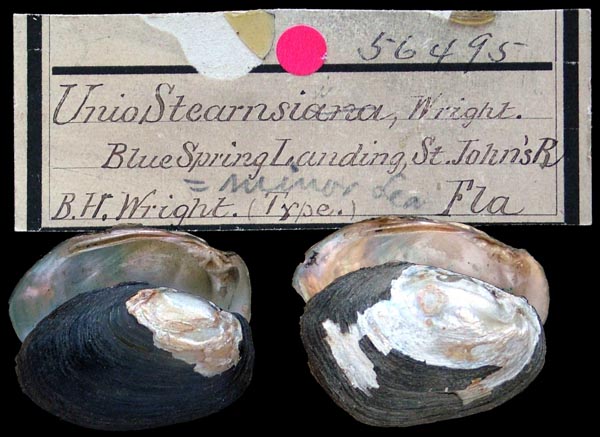 56495
Unio Stearnsiana, Wright.
Blue Spring Landing, St. John's R,
= minor Lea
B.H. Wright. (Type.) Fla